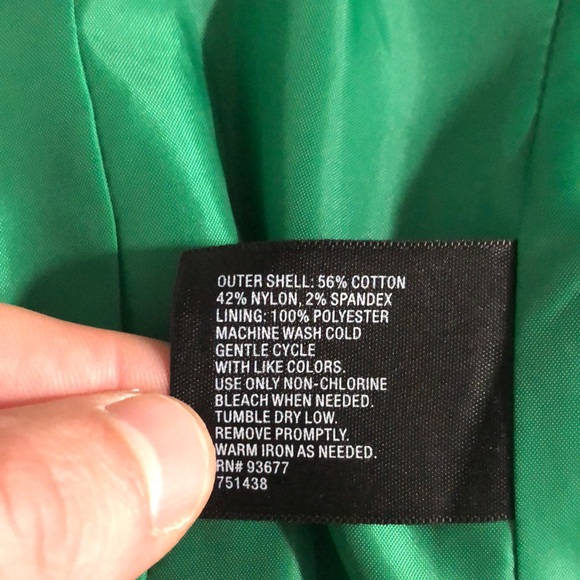 OUTER SHELL: 56% COTTON
42% NYLON, 2% SPANDEX
LINING: 100% POLYESTER
MACHINE WASH COLD
GENTLE CYCLE
WITH LIKE COLORS.
USE ONLY NON-CHLORINE
BLEACH WHEN NEEDED.
TUMBLE DRY LOW.
REMOVE PROMPTLY.
WARM IRON AS NEEDED.
RN# 93677
751438